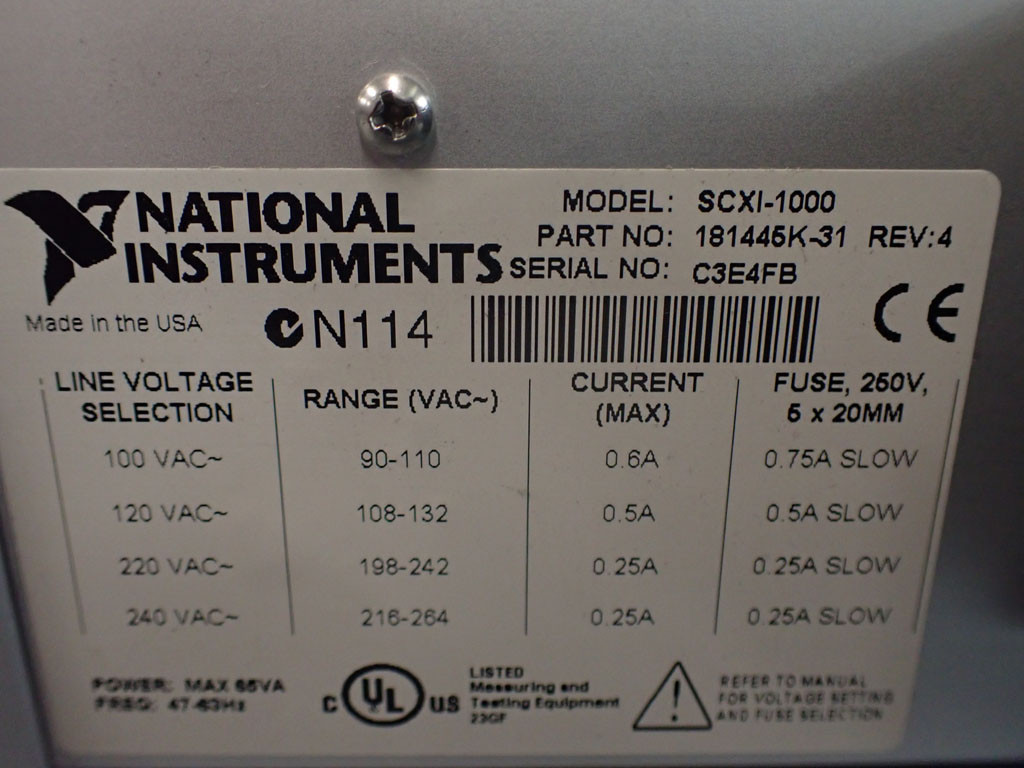 NATIONAL
INSTRUMENTS
MODEL: SCXI-1000
PART NO: 181445K-31 REV:4
SERIAL NO: C3E4FB
Made in the USA
N114
CE
LINE VOLTAGE SELECTION RANGE (VAC~) CURRENT (MAX) FUSE, 250V, 5 x 20MM
100 VAC~ 90-110 0.6A 0.75A SLOW
120 VAC~ 108-132 0.5A 0.5A SLOW
220 VAC~ 198-242 0.25A 0.25A SLOW
240 VAC~ 216-264 0.25A 0.25A SLOW
POWER: MAX 65VA
FREQ: 47-63Hz
C UL US
LISTED
Measuring and
Testing Equipment
23GF
!
REFER TO MANUAL
FOR VOLTAGE SETTING
AND FUSE SELECTION